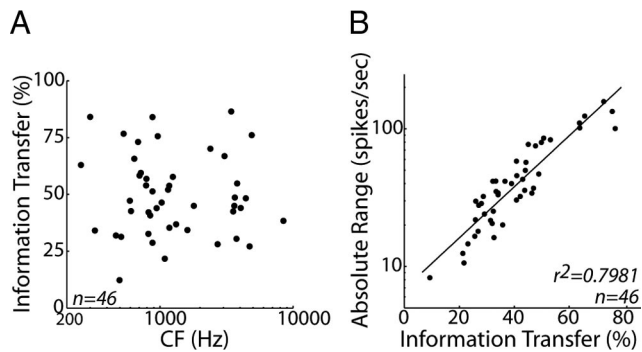 A
Information Transfer (%)
100
75
50
25
0
n=46
200
1000
10000
CF (Hz)
B
Absolute Range (spikes/sec)
100
10
r²=0.7981
n=46
0
20
40
60
80
Information Transfer (%)